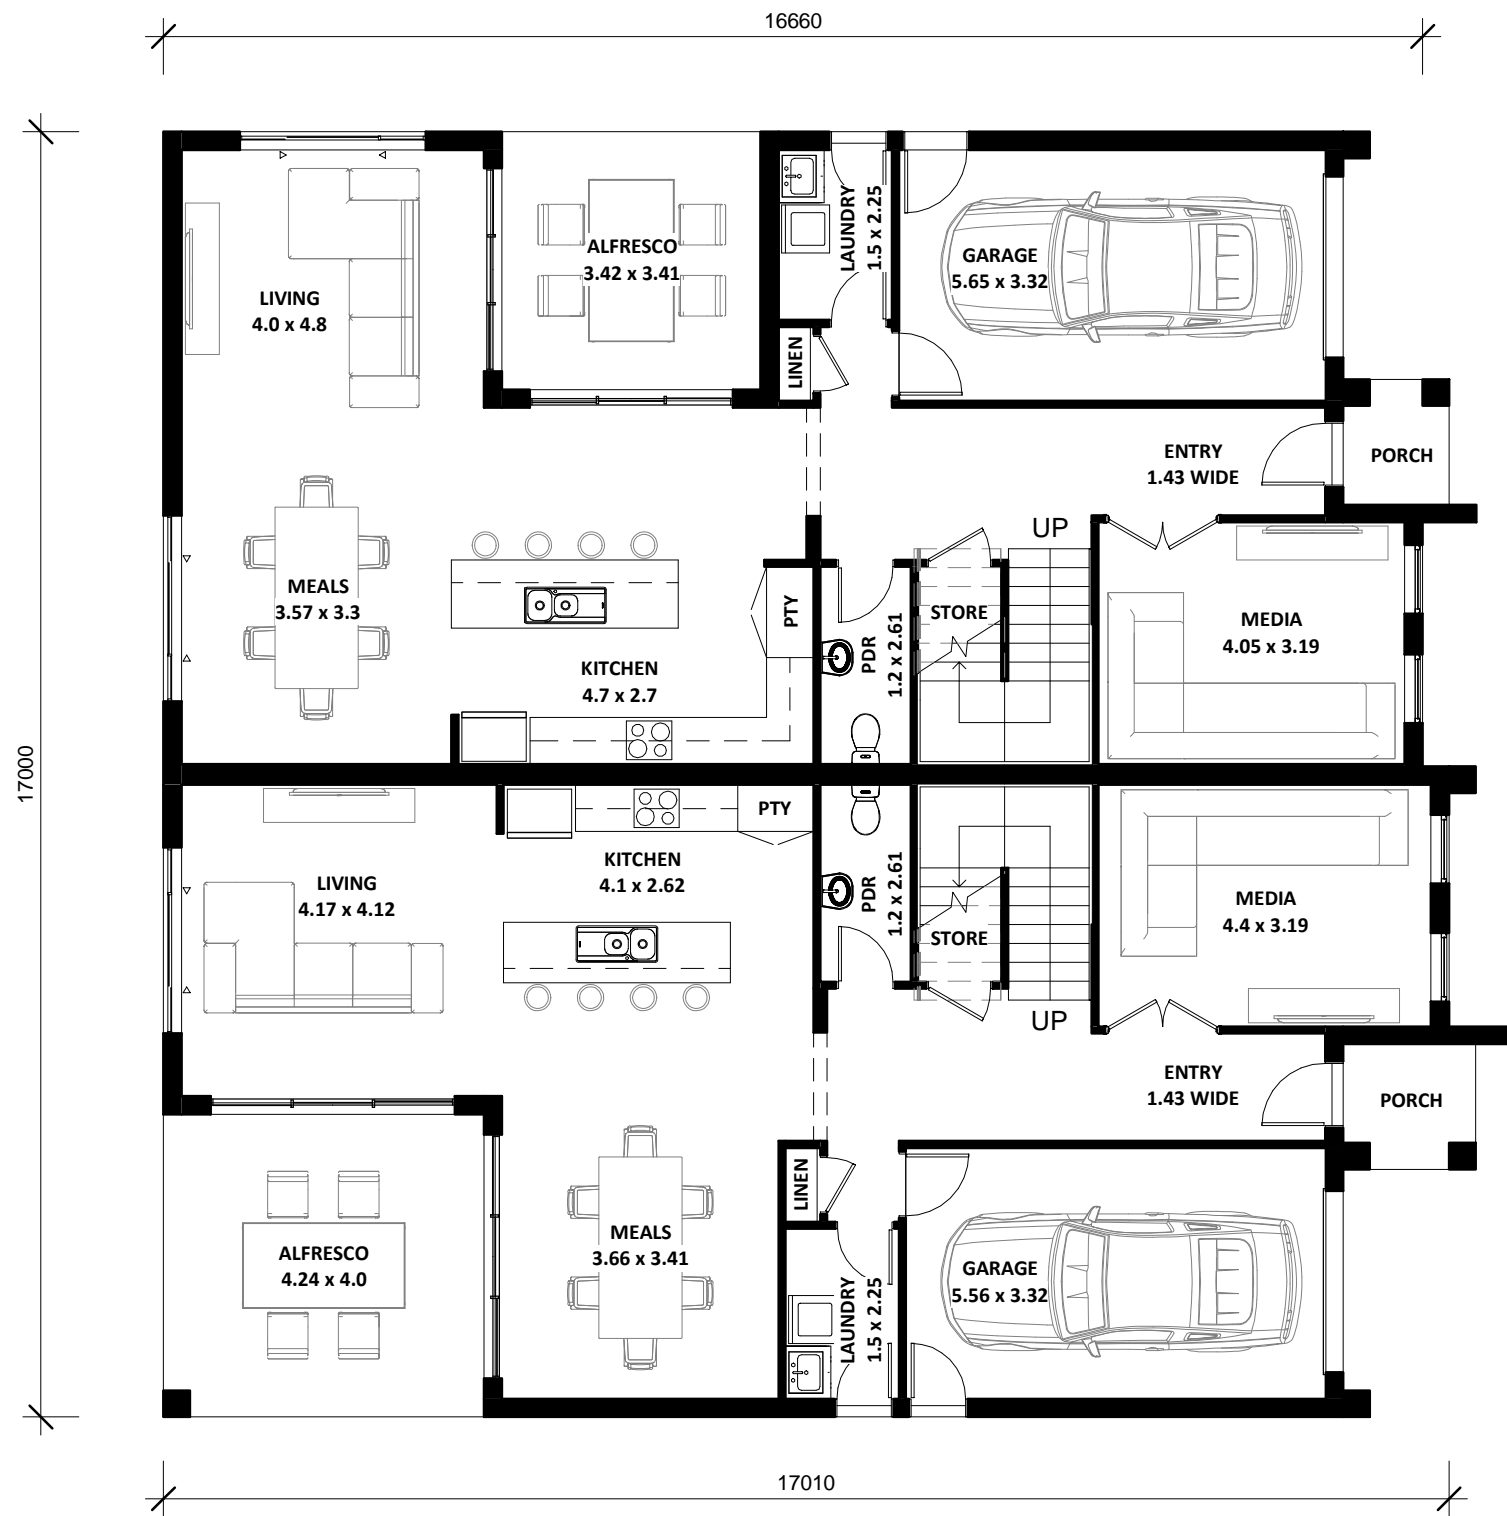 16660
17000
LIVING
4.0 x 4.8
ALFRESCO
3.42 x 3.41
LAUNDRY
1.5 x 2.25
GARAGE
5.65 x 3.32
LINEN
ENTRY
1.43 WIDE
PORCH
MEALS
3.57 x 3.3
KITCHEN
4.7 x 2.7
PTY
PDR
1.2 x 2.61
STORE
UP
MEDIA
4.05 x 3.19
LIVING
4.17 x 4.12
KITCHEN
4.1 x 2.62
PTY
PDR
1.2 x 2.61
STORE
UP
MEDIA
4.4 x 3.19
ENTRY
1.43 WIDE
PORCH
ALFRESCO
4.24 x 4.0
MEALS
3.66 x 3.41
LINEN
LAUNDRY
1.5 x 2.25
GARAGE
5.56 x 3.32
17010